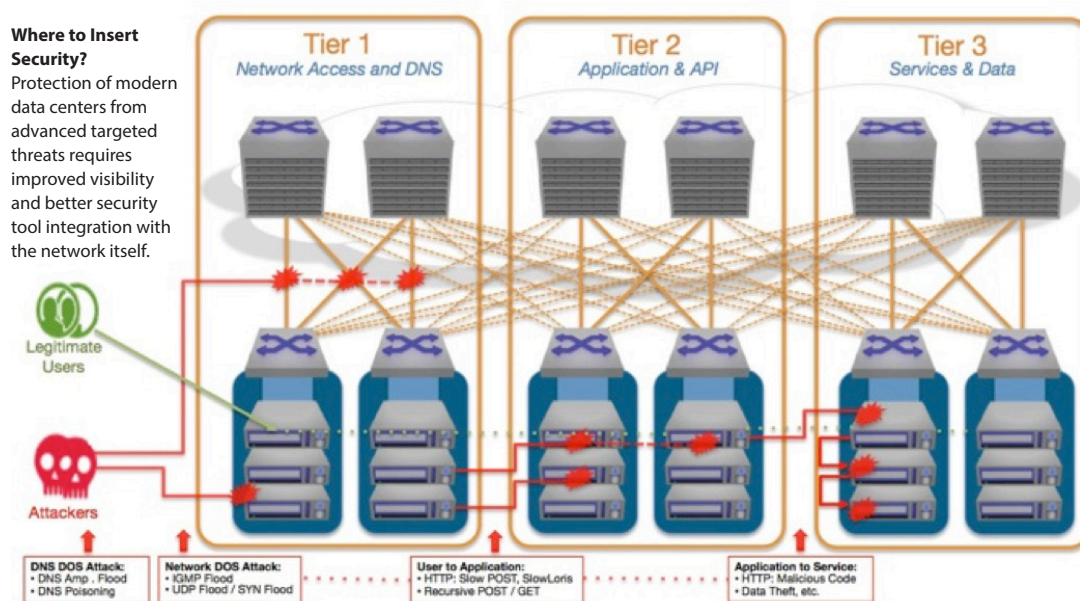 Where to Insert
Security?
Protection of modern
data centers from
advanced targeted
threats requires
improved visibility
and better security
tool integration with
the network itself.
Tier 1
Network Access and DNS
Tier 2
Application & API
Tier 3
Services & Data
Legitimate
Users
Attackers
DNS DOS Attack:
• DNS Amp . Flood
• DNS Poisoning
Network DOS Attack:
• IGMP Flood
• UDP Flood / SYN Flood
User to Application:
• HTTP: Slow POST, SlowLoris
• Recursive POST / GET
Application to Service:
• HTTP: Malicious Code
• Data Theft, etc.